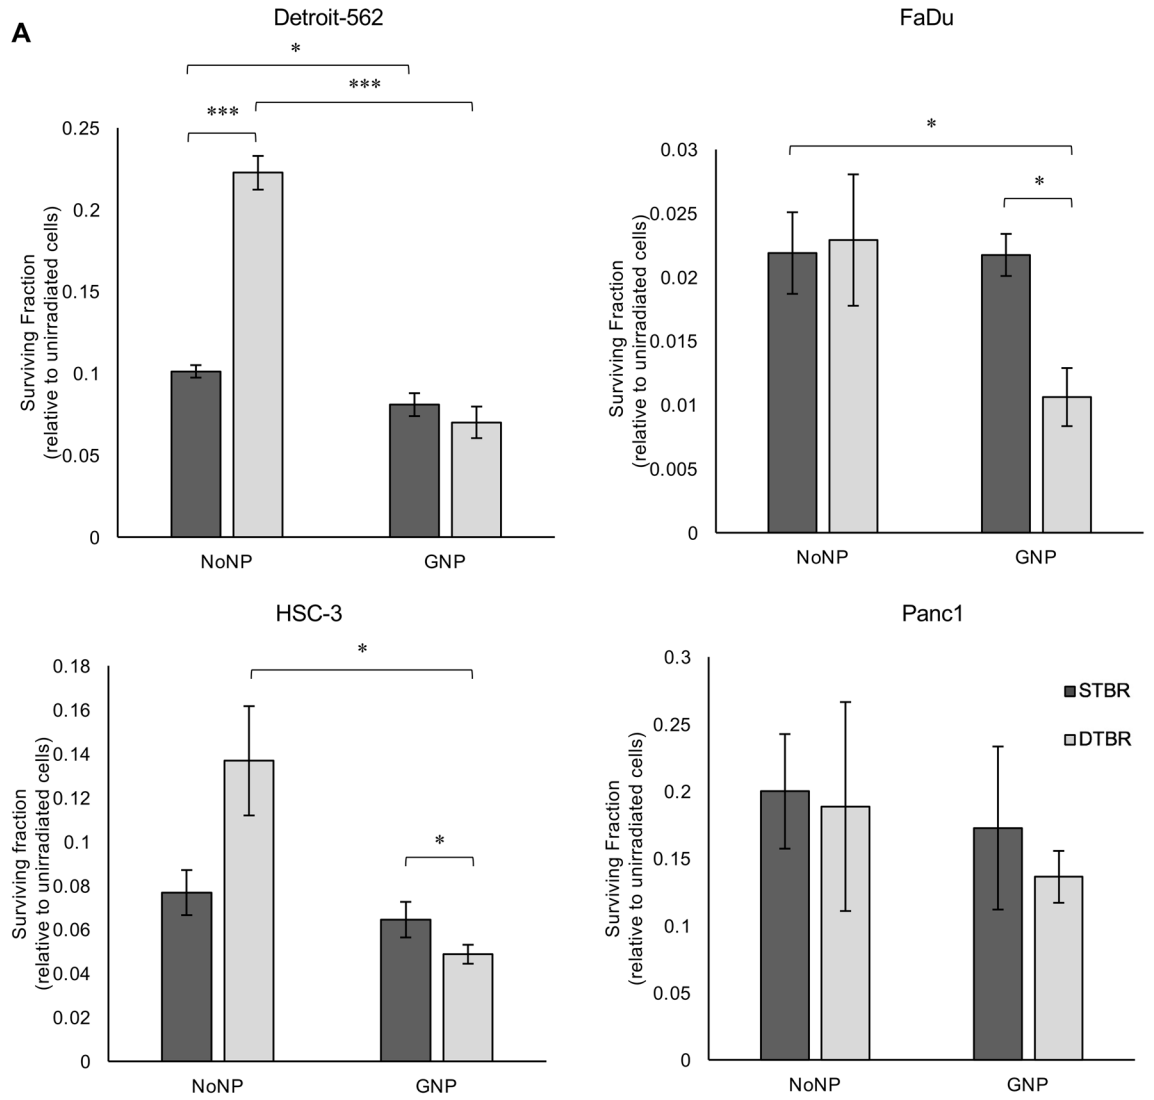 A
Detroit-562
*
***
***
0.25
0.2
0.15
0.1
0.05
0
Surviving Fraction
(relative to unirradiated cells)
NoNP
GNP
FaDu
*
*
0.03
0.025
0.02
0.015
0.01
0.005
0
Surviving Fraction
(relative to unirradiated cells)
NoNP
GNP
HSC-3
*
*
0.18
0.16
0.14
0.12
0.1
0.08
0.06
0.04
0.02
0
Surviving fraction
(relative to unirradiated cells)
NoNP
GNP
Panc1
0.3
0.25
0.2
0.15
0.1
0.05
0
Surviving Fraction
(relative to unirradiated cells)
STBR
DTBR
NoNP
GNP